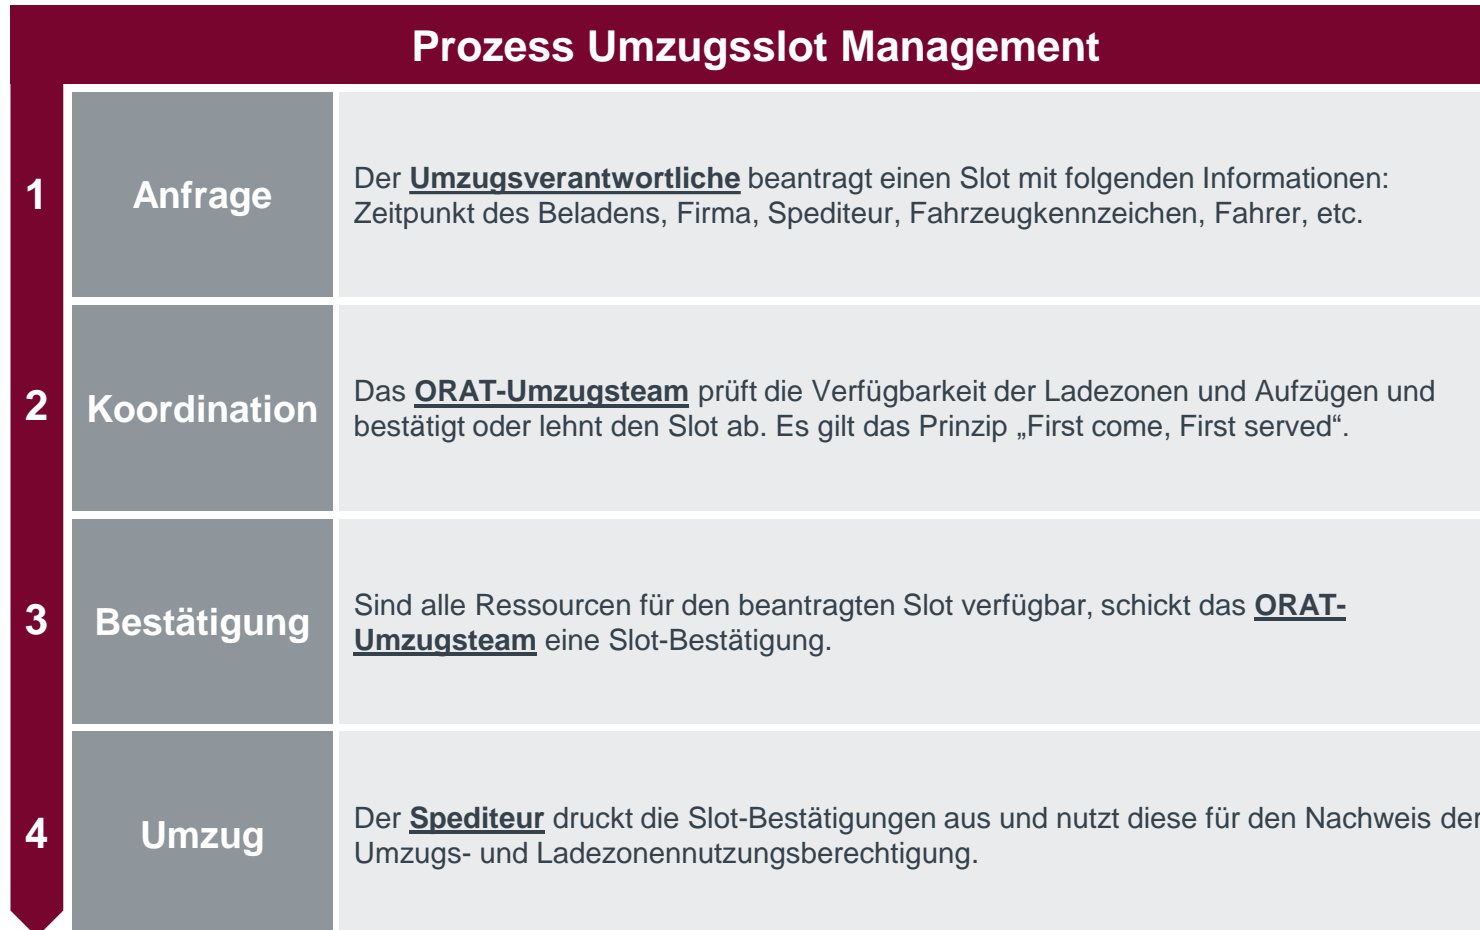 Prozess Umzugsslot Management
1
Anfrage
Der Umzugsverantwortliche beantragt einen Slot mit folgenden Informationen:
Zeitpunkt des Beladens, Firma, Spediteur, Fahrzeugkennzeichen, Fahrer, etc.
2
Koordination
Das ORAT-Umzugsteam prüft die Verfügbarkeit der Ladezonen und Aufzügen und
bestätigt oder lehnt den Slot ab. Es gilt das Prinzip „First come, First served“.
3
Bestätigung
Sind alle Ressourcen für den beantragten Slot verfügbar, schickt das ORAT-
Umzugsteam eine Slot-Bestätigung.
4
Umzug
Der Spediteur druckt die Slot-Bestätigungen aus und nutzt diese für den Nachweis der
Umzugs- und Ladezonennutzungsberechtigung.